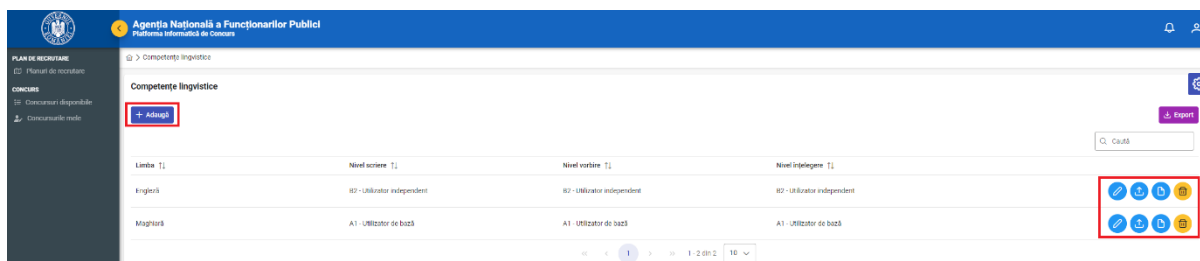 GUVERNUL ROMÂNIEI
Agenția Națională a Funcționarilor Publici
Platforma Informatică de Concurs
PLAN DE RECRUTARE
Planuri de recrutare
CONCURS
Concursuri disponibile
Concursurile mele
Competențe lingvistice
Competențe lingvistice
+ Adaugă
Export
Caută
Limba Nivel scriere Nivel vorbire Nivel înțelegere
Engleză B2 - Utilizator independent B2 - Utilizator independent B2 - Utilizator independent
Maghiară A1 - Utilizator de bază A1 - Utilizator de bază A1 - Utilizator de bază
« < 1 > » 1 - 2 din 2 10